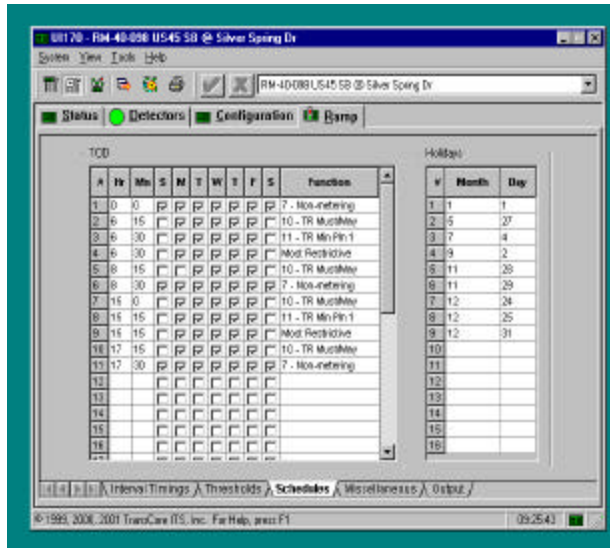 UI170 - RM-40-098 US45 SB @ Silver Spring Dr
System View Tools Help
RM-40-098 US45 SB @ Silver Spring Dr
Status Detectors Configuration Ramp
TOD
# Hr Mn S M T W T F S Function
1 0 0 7 - Non-metering
2 6 15 10 - TR Must/May
3 6 30 11 - TR Min Pln 1
4 6 30 Most Restrictive
5 8 15 10 - TR Must/May
6 8 30 7 - Non-metering
7 15 0 10 - TR Must/May
8 15 15 11 - TR Min Pln 1
9 15 15 Most Restrictive
10 17 15 10 - TR Must/May
11 17 30 7 - Non-metering
12
13
14
15
16
Holidays
# Month Day
1 1 1
2 5 27
3 7 4
4 9 2
5 11 28
6 11 29
7 12 24
8 12 25
9 12 31
10
11
12
13
14
15
16
Interval Timings Thresholds Schedules Miscellaneous Output
© 1999, 2000, 2001 TransCore ITS, Inc. For Help, press F1 09:25:43